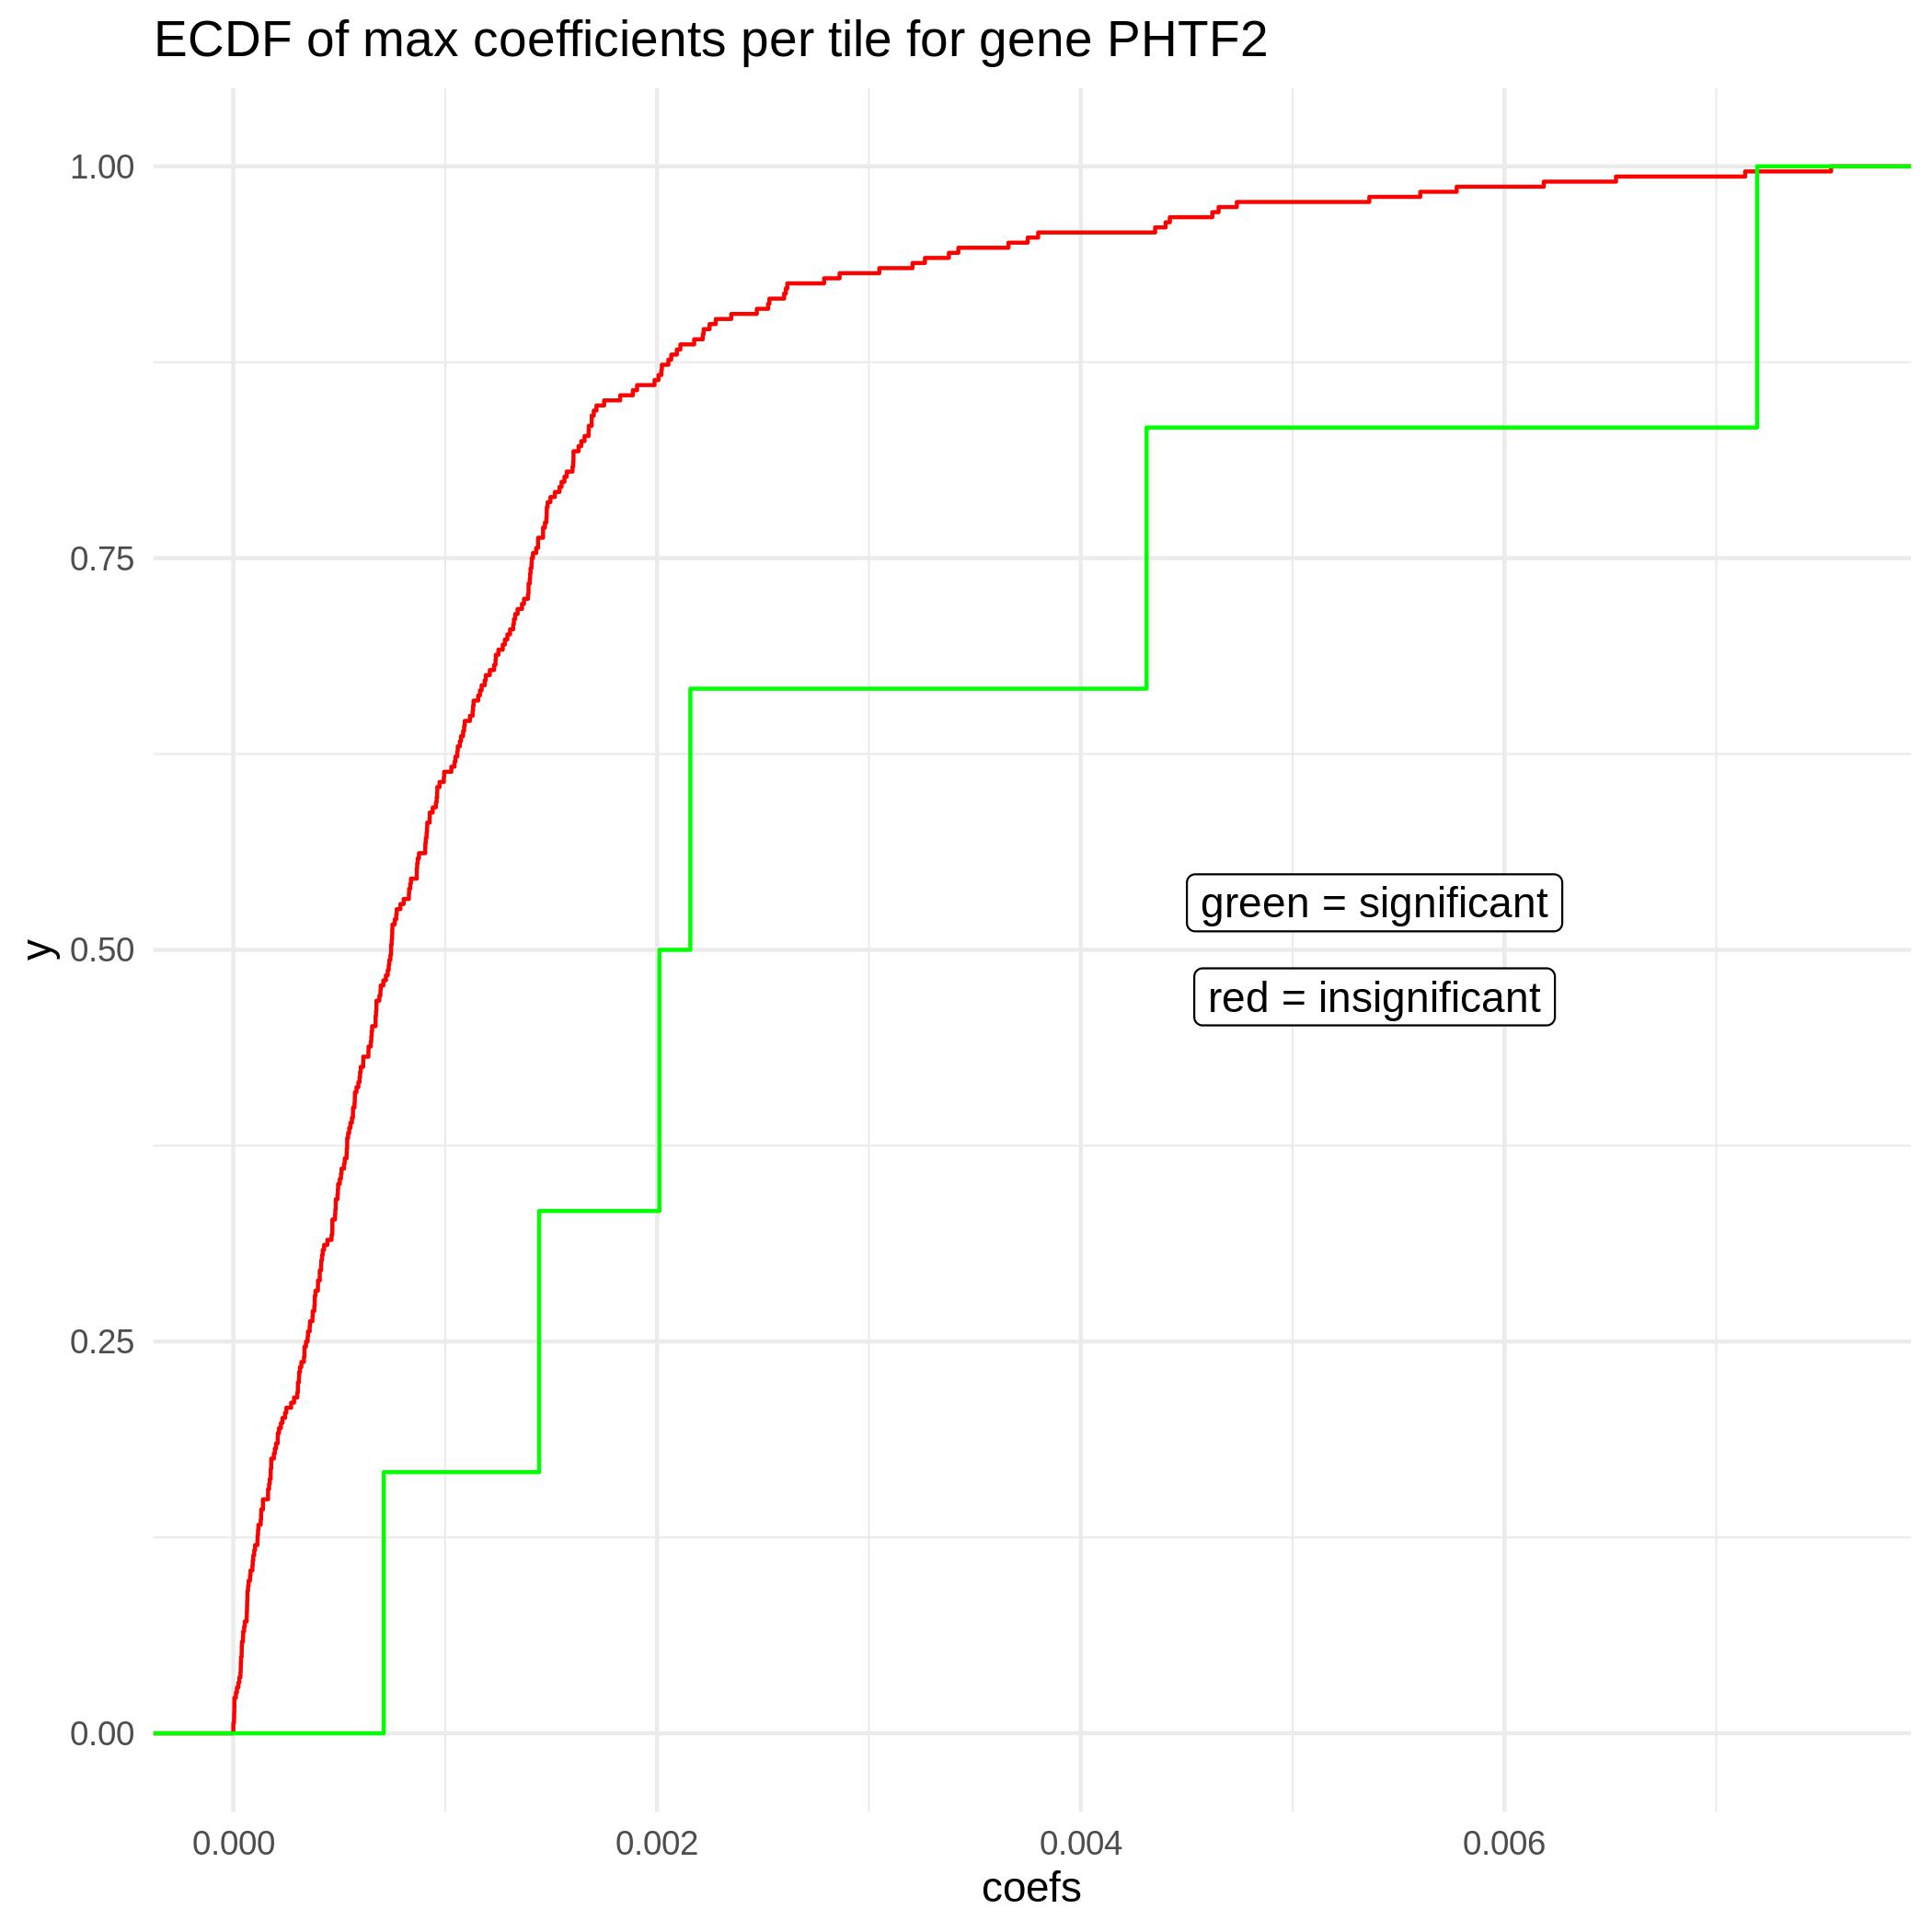 ECDF of max coefficients per tile for gene PHTF2
1.00
0.75
0.50
0.25
0.00
y
green = significant
red = insignificant
0.000 0.002 0.004 0.006
coefs